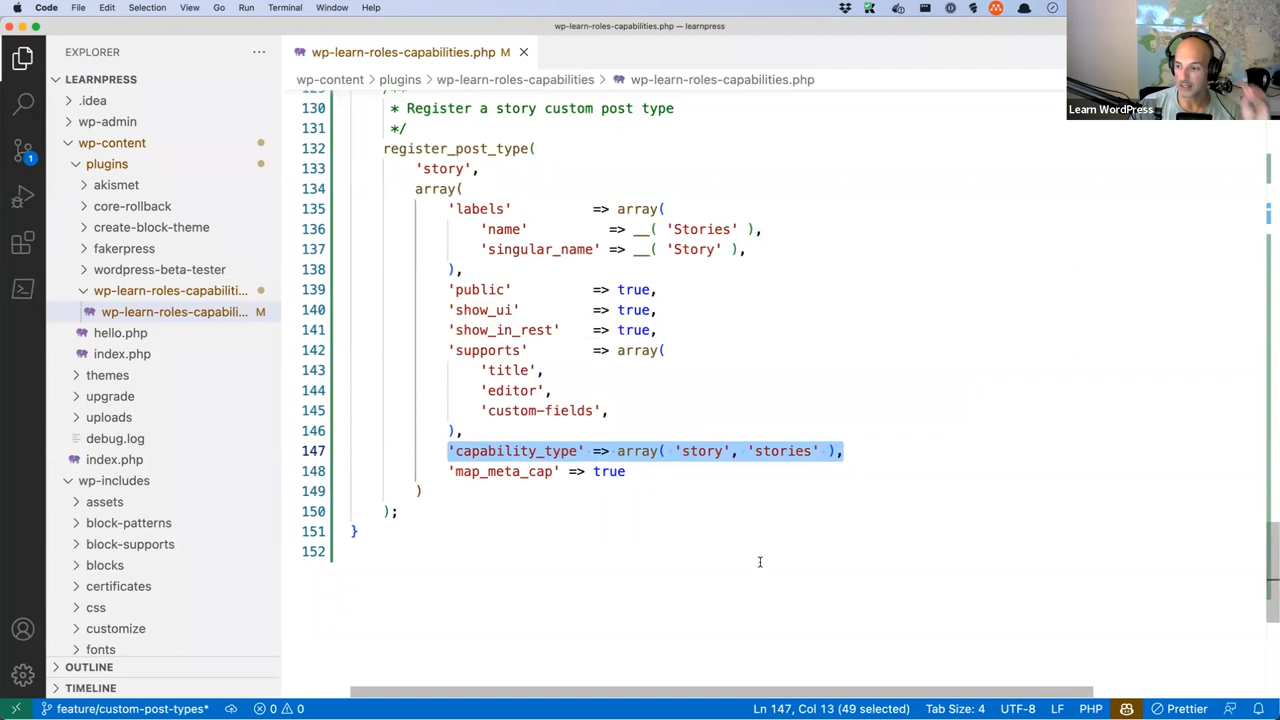 Code File Edit Selection View Go Run Terminal Window Help
wp-learn-roles-capabilities.php — learnpress
Learn WordPress
EXPLORER
LEARNPRESS
.idea
wp-admin
wp-content
plugins
akismet
core-rollback
create-block-theme
fakerpress
wordpress-beta-tester
wp-learn-roles-capabiliti...
wp-learn-roles-capabili... M
hello.php
index.php
themes
upgrade
uploads
debug.log
index.php
wp-includes
assets
block-patterns
block-supports
blocks
certificates
css
customize
fonts
OUTLINE
TIMELINE
1
wp-learn-roles-capabilities.php M
wp-content > plugins > wp-learn-roles-capabilities > wp-learn-roles-capabilities.php
129 /**
130 * Register a story custom post type
131 */
132 register_post_type(
133 'story',
134 array(
135 'labels' => array(
136 'name' => __( 'Stories' ),
137 'singular_name' => __( 'Story' ),
138 ),
139 'public' => true,
140 'show_ui' => true,
141 'show_in_rest' => true,
142 'supports' => array(
143 'title',
144 'editor',
145 'custom-fields',
146 ),
147 'capability_type' => array( 'story', 'stories' ),
148 'map_meta_cap' => true
149 )
150 );
151 }
152
feature/custom-post-types* 0 0 Ln 147, Col 13 (49 selected) Tab Size: 4 UTF-8 LF PHP Prettier